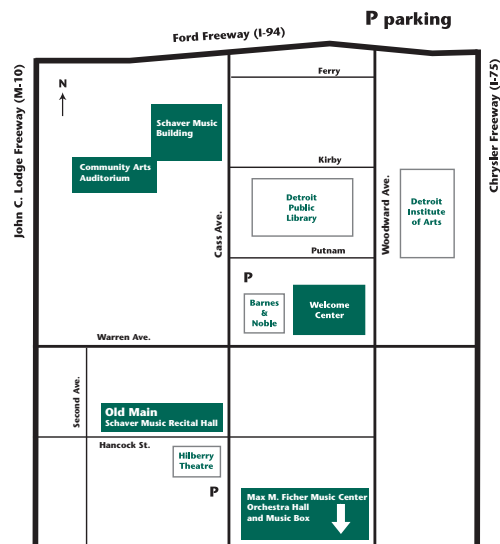 P parking
Ford Freeway (I-94)
John C. Lodge Freeway (M-10)
Chrysler Freeway (I-75)
N
Ferry
Schaver Music
Building
Community Arts
Auditorium
Kirby
Detroit
Public
Library
Detroit
Institute
of Arts
Cass Ave.
Woodward Ave.
Putnam
P
Barnes
&
Noble
Welcome
Center
Warren Ave.
Second Ave.
Old Main
Schaver Music Recital Hall
Hancock St.
Hilberry
Theatre
P
Max M. Ficher Music Center
Orchestra Hall
and Music Box